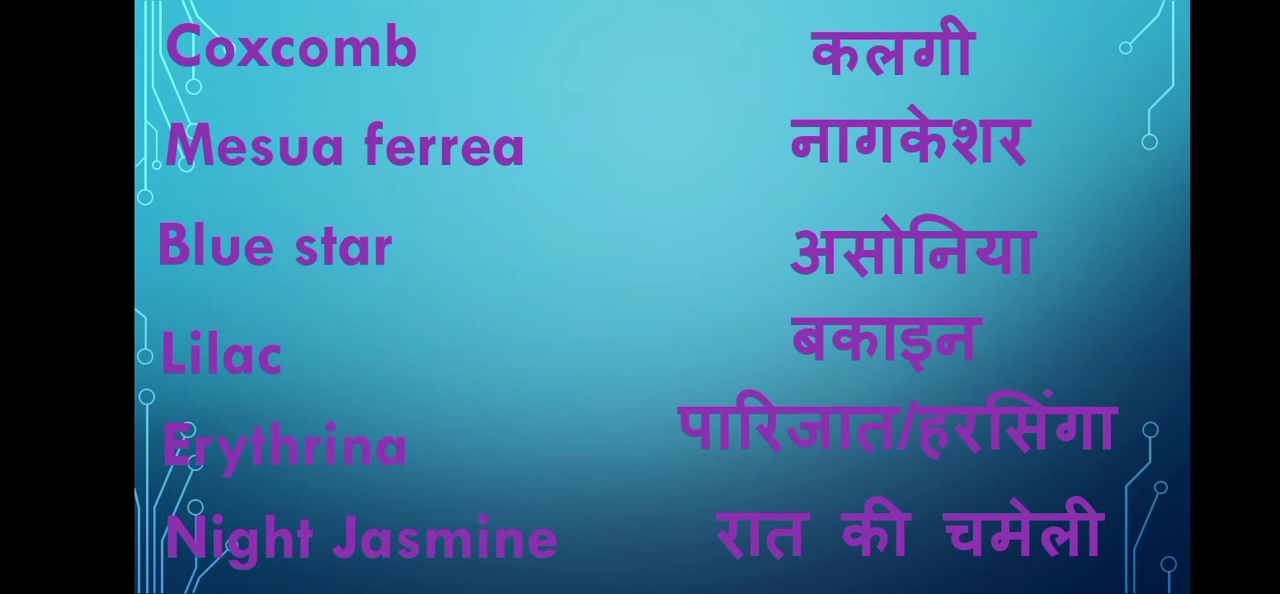 Coxcomb कलगी
Mesua ferrea नागकेशर
Blue star असोनिया
Lilac बकाइन
Erythrina पारिजात/हरसिंगा
Night Jasmine रात की चमेली